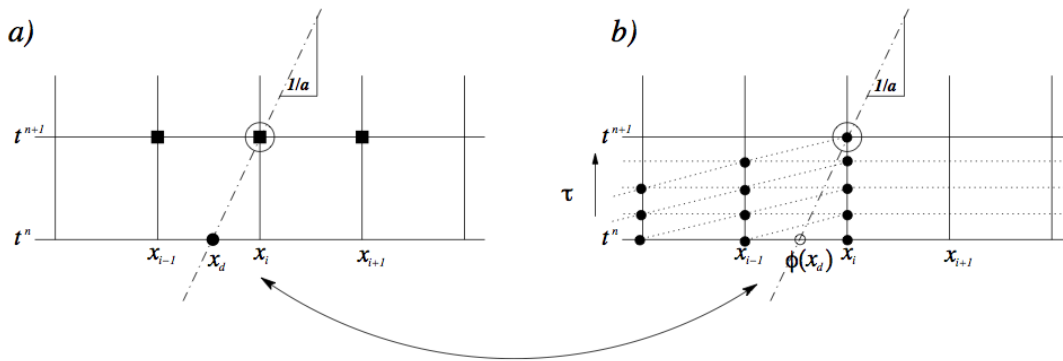 a)
1/a
t^{n+1}
t^n
x_{i-1}
x_d
x_i
x_{i+1}
b)
1/a
t^{n+1}
τ
t^n
x_{i-1}
ϕ(x_d)
x_i
x_{i+1}